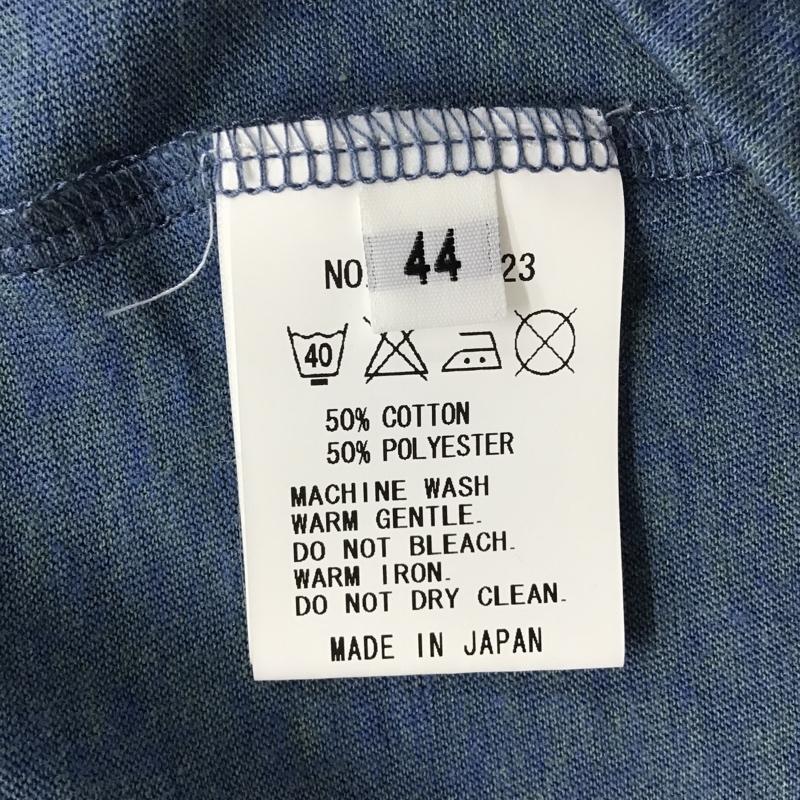 44
NO. 23
40
50% COTTON
50% POLYESTER
MACHINE WASH
WARM GENTLE.
DO NOT BLEACH.
WARM IRON.
DO NOT DRY CLEAN.
MADE IN JAPAN